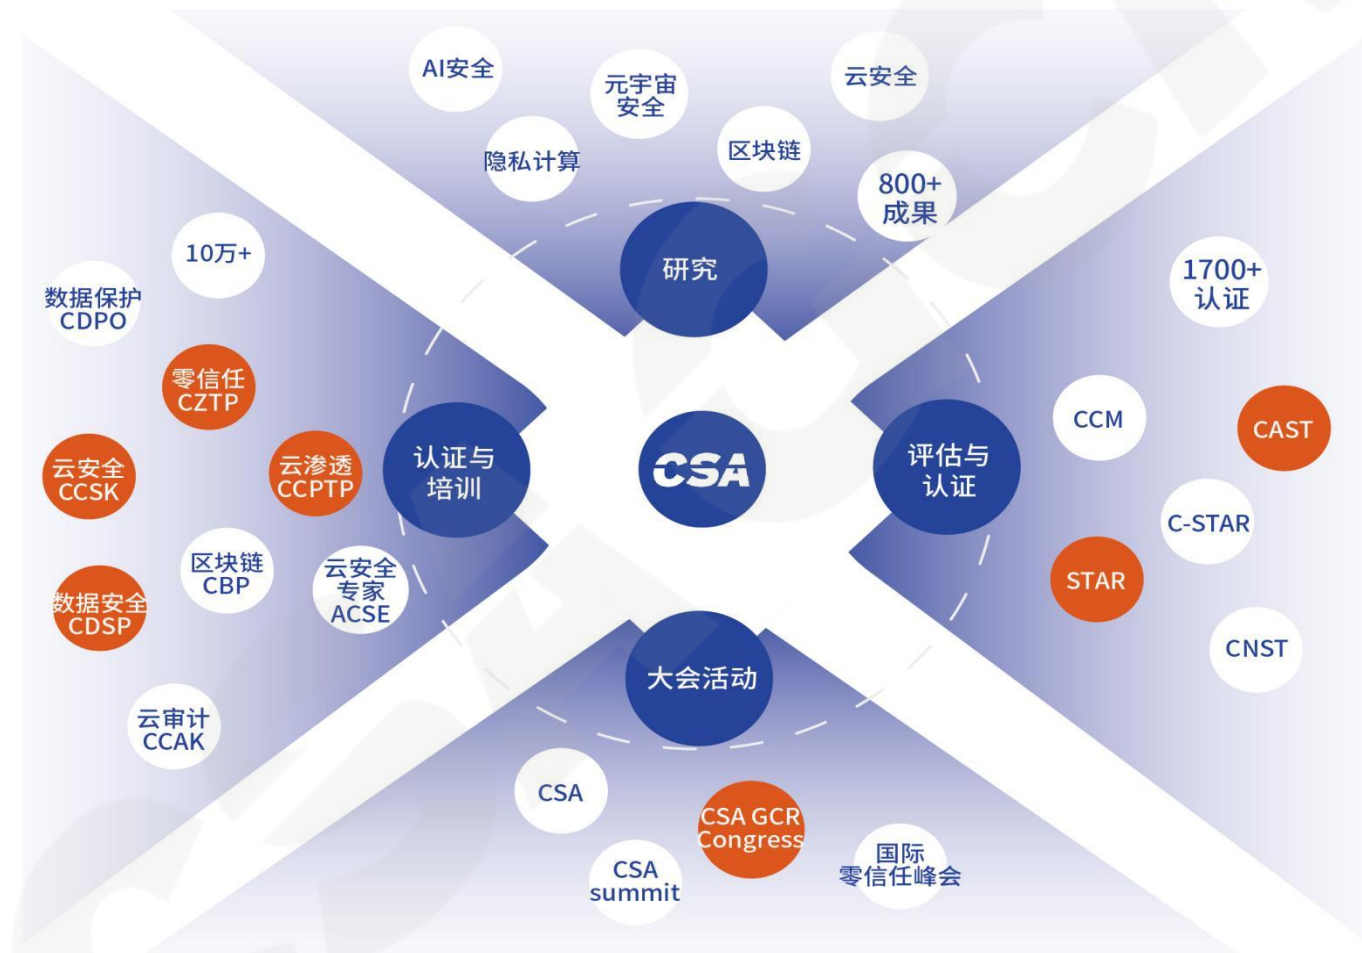 AI安全
元宇宙
安全
云安全
隐私计算
区块链
800+
成果
研究
10万+
数据保护
CDPO
零信任
CZTP
云安全
CCSK
云渗透
CCPTP
认证与
培训
区块链
CBP
云安全
专家
ACSE
数据安全
CDSP
云审计
CCAK
CSA
1700+
认证
CCM
CAST
评估与
认证
C-STAR
STAR
CNST
大会活动
CSA
CSA GCR
Congress
CSA
summit
国际
零信任峰会